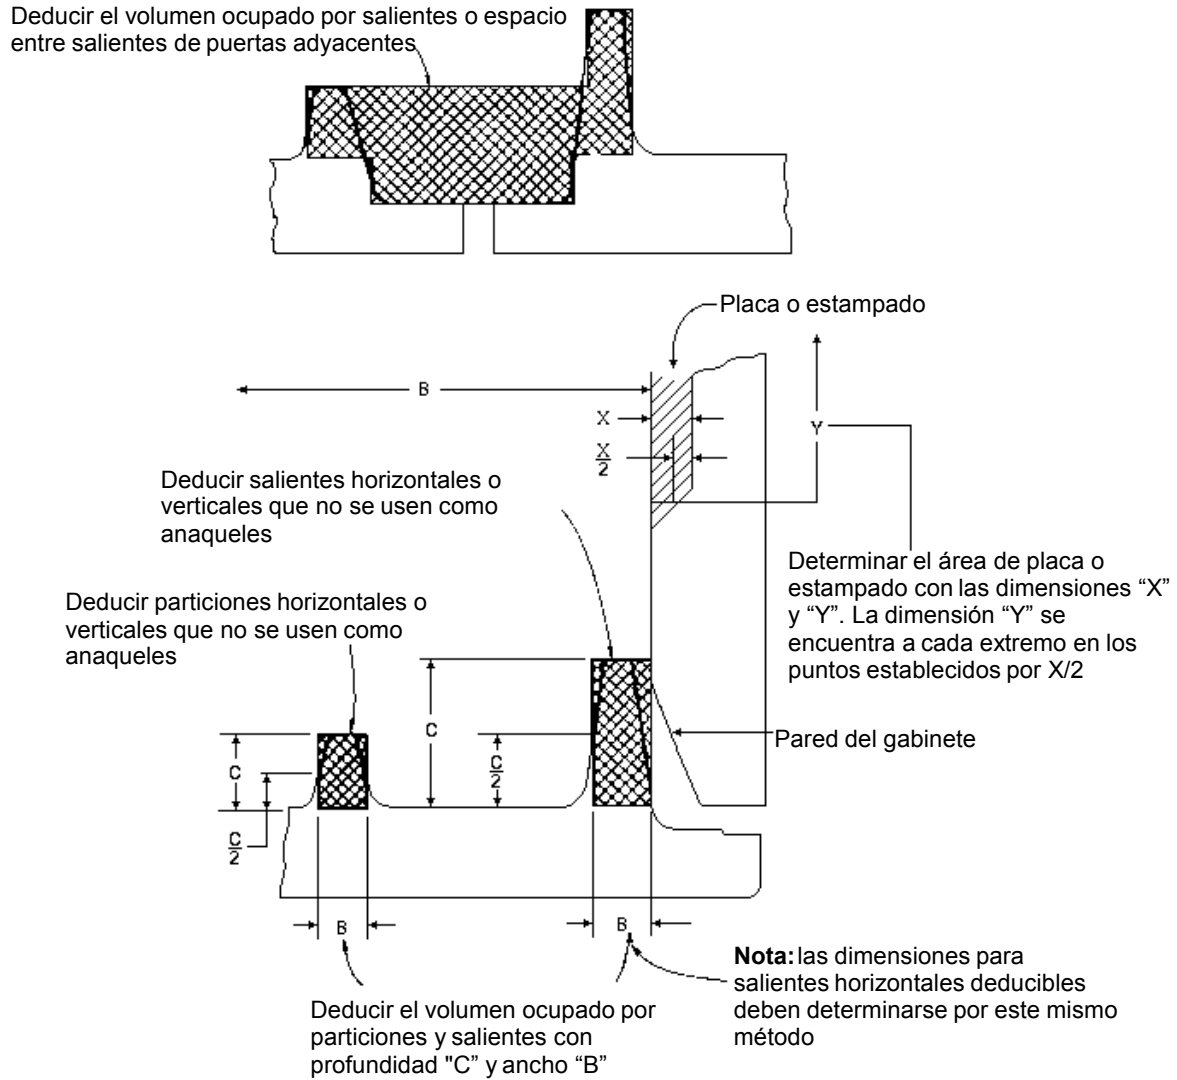 Deducir el volumen ocupado por salientes o espacio
entre salientes de puertas adyacentes
Placa o estampado
B
X
X
2
Y
Deducir salientes horizontales o
verticales que no se usen como
anaqueles
Determinar el área de placa o
estampado con las dimensiones “X”
y “Y”. La dimensión “Y” se
encuentra a cada extremo en los
puntos establecidos por X/2
Deducir particiones horizontales o
verticales que no se usen como
anaqueles
C
C
2
C
C
2
Pared del gabinete
B
B
Nota: las dimensiones para
salientes horizontales deducibles
deben determinarse por este mismo
método
Deducir el volumen ocupado por
particiones y salientes con
profundidad "C” y ancho “B”